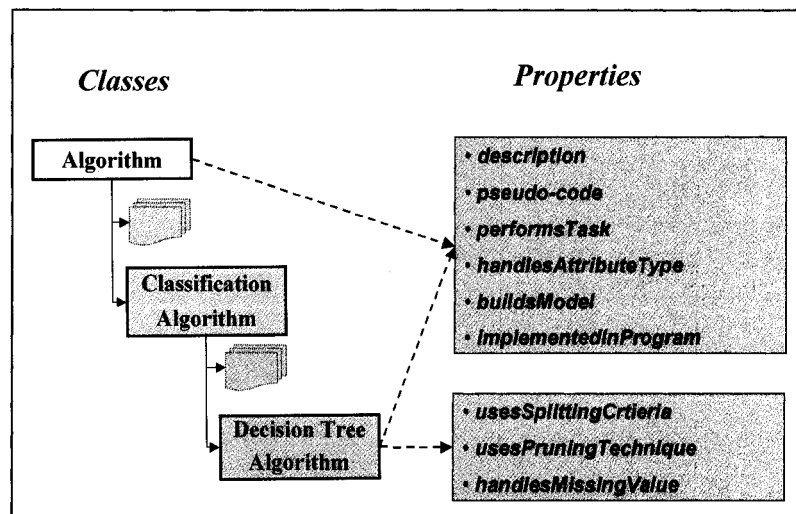 Classes
Properties
Algorithm
Classification
Algorithm
Decision Tree
Algorithm
• description
• pseudo-code
• performsTask
• handlesAttributeType
• buildsModel
• implementedInProgram
• usesSplittingCrtieria
• usesPruningTechnique
• handlesMissingValue